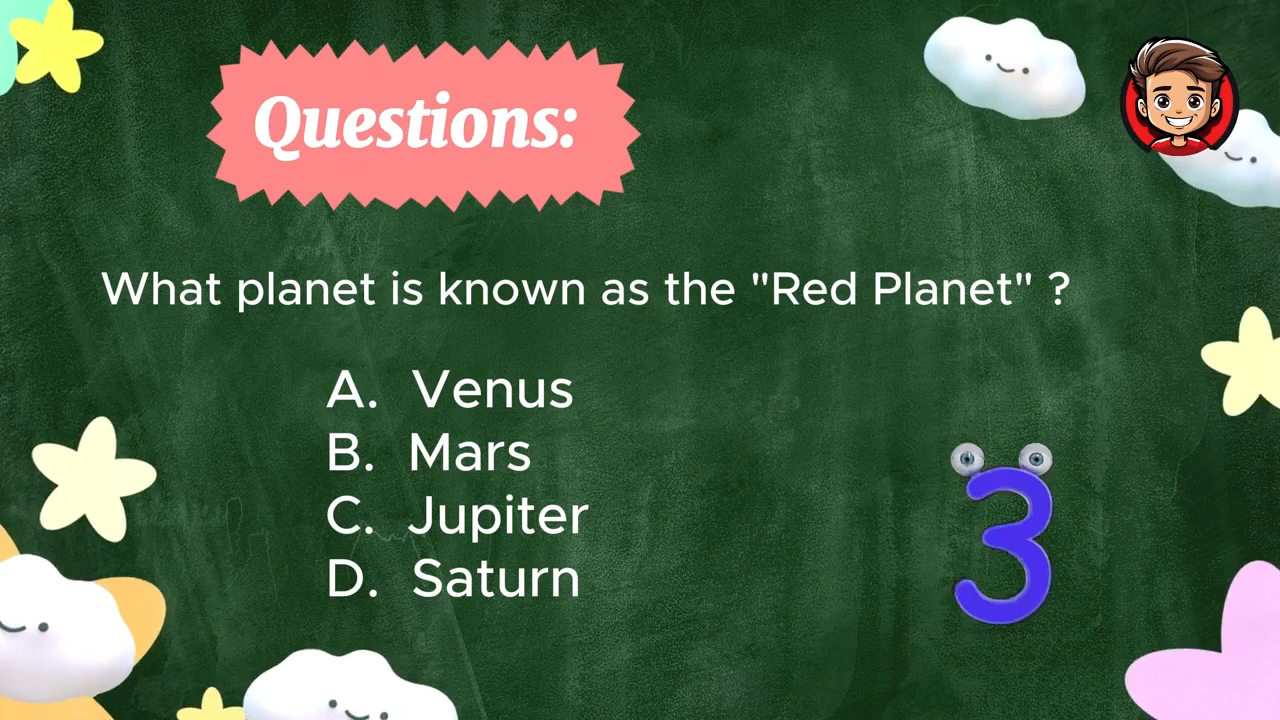 Questions:
What planet is known as the "Red Planet" ?
A. Venus
B. Mars
C. Jupiter
D. Saturn
3